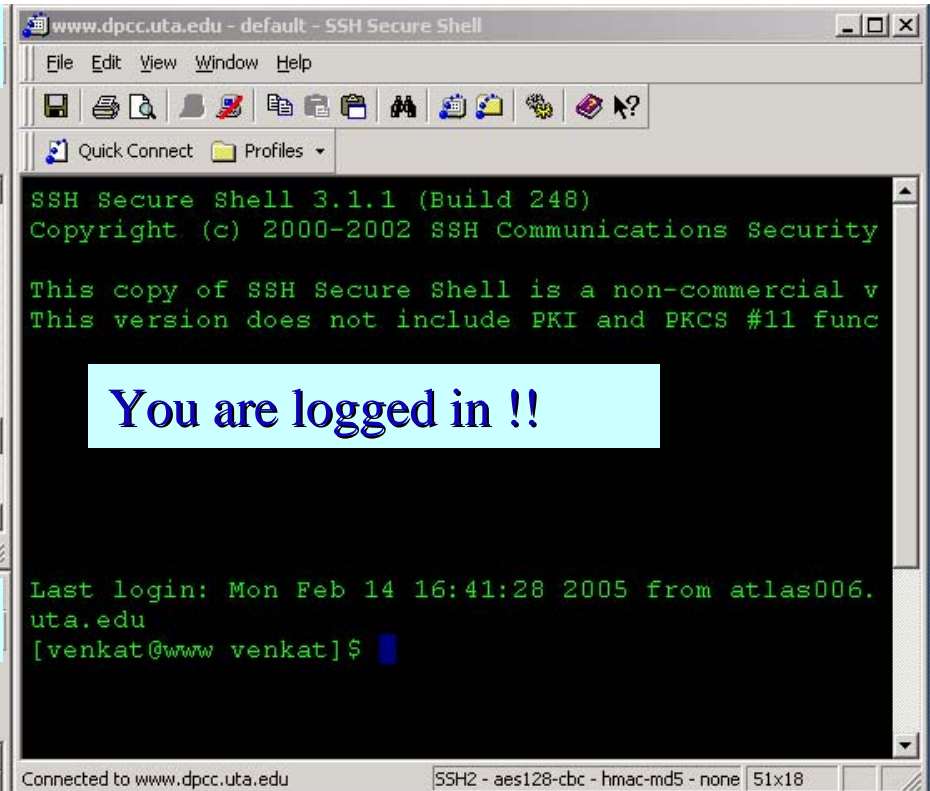 www.dpcc.uta.edu - default - SSH Secure Shell
File Edit View Window Help
Quick Connect Profiles
SSH Secure Shell 3.1.1 (Build 248)
Copyright (c) 2000-2002 SSH Communications Security
This copy of SSH Secure Shell is a non-commercial v
This version does not include PKI and PKCS #11 func
You are logged in !!
Last login: Mon Feb 14 16:41:28 2005 from atlas006.
uta.edu
[venkat@www venkat]$
Connected to www.dpcc.uta.edu SSH2 - aes128-cbc - hmac-md5 - none 51x18